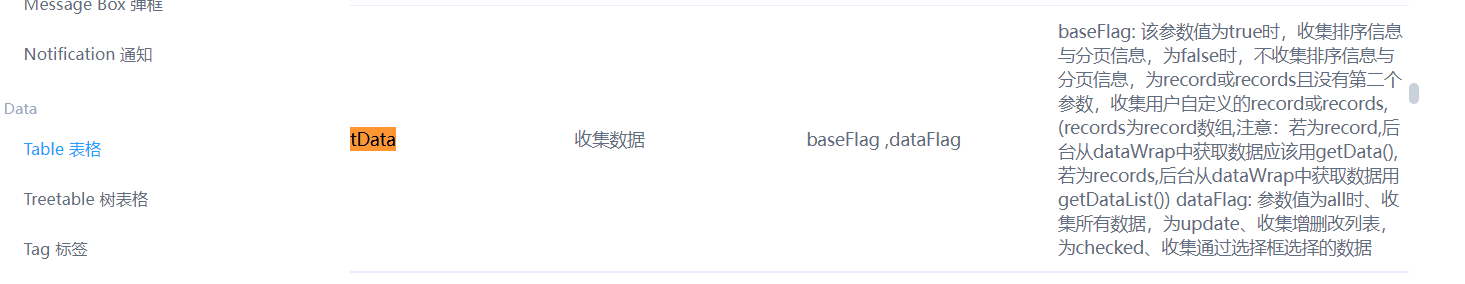 Message Box 弹框
Notification 通知
Data
Table 表格
Treetable 树表格
Tag 标签
tData
收集数据
baseFlag ,dataFlag
baseFlag: 该参数值为true时，收集排序信息
与分页信息，为false时，不收集排序信息与
分页信息，为record或records且没有第二个
参数，收集用户自定义的record或records,
(records为record数组,注意：若为record,后
台从dataWrap中获取数据应该用getData(),
若为records,后台从dataWrap中获取数据用
getDataList()) dataFlag: 参数值为all时、收
集所有数据，为update、收集增删改列表，
为checked、收集通过选择框选择的数据